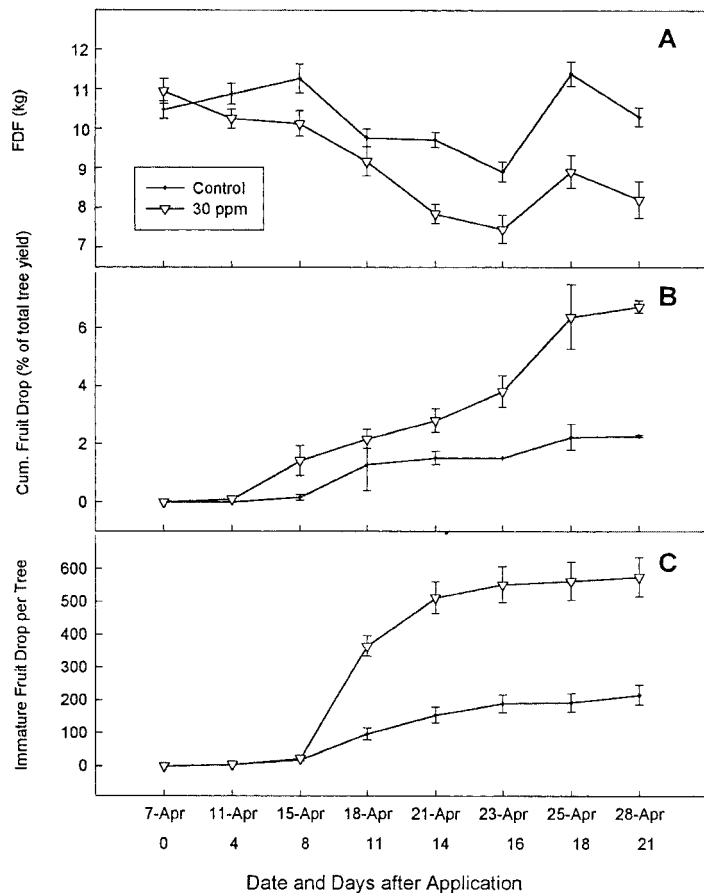 A
FDF (kg)
12
11
10
9
8
7
Control
30 ppm
B
Cum. Fruit Drop (% of total tree yield)
6
4
2
0
C
Immature Fruit Drop per Tree
600
500
400
300
200
100
0
7-Apr 11-Apr 15-Apr 18-Apr 21-Apr 23-Apr 25-Apr 28-Apr
0 4 8 11 14 16 18 21
Date and Days after Application